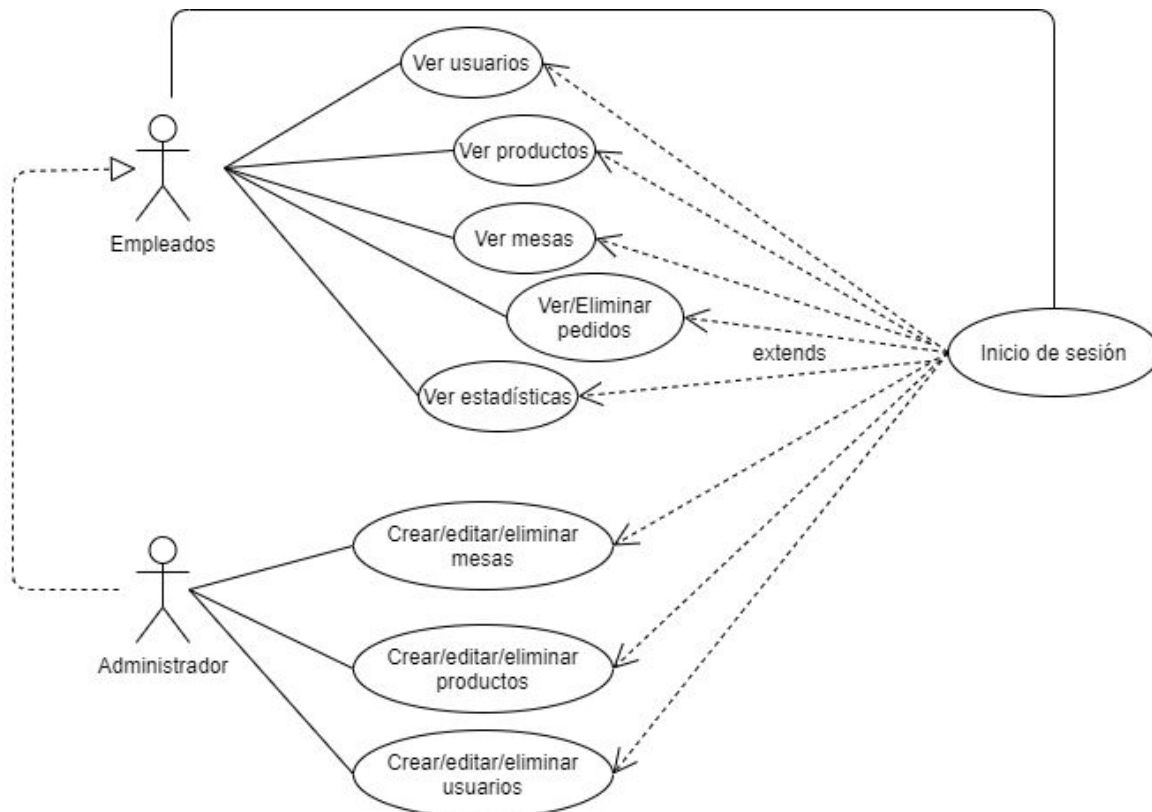 Ver usuarios
Ver productos
Empleados
Ver mesas
Ver/Eliminar
pedidos
extends
Inicio de sesión
Ver estadísticas
Crear/editar/eliminar
mesas
Administrador
Crear/editar/eliminar
productos
Crear/editar/eliminar
usuarios